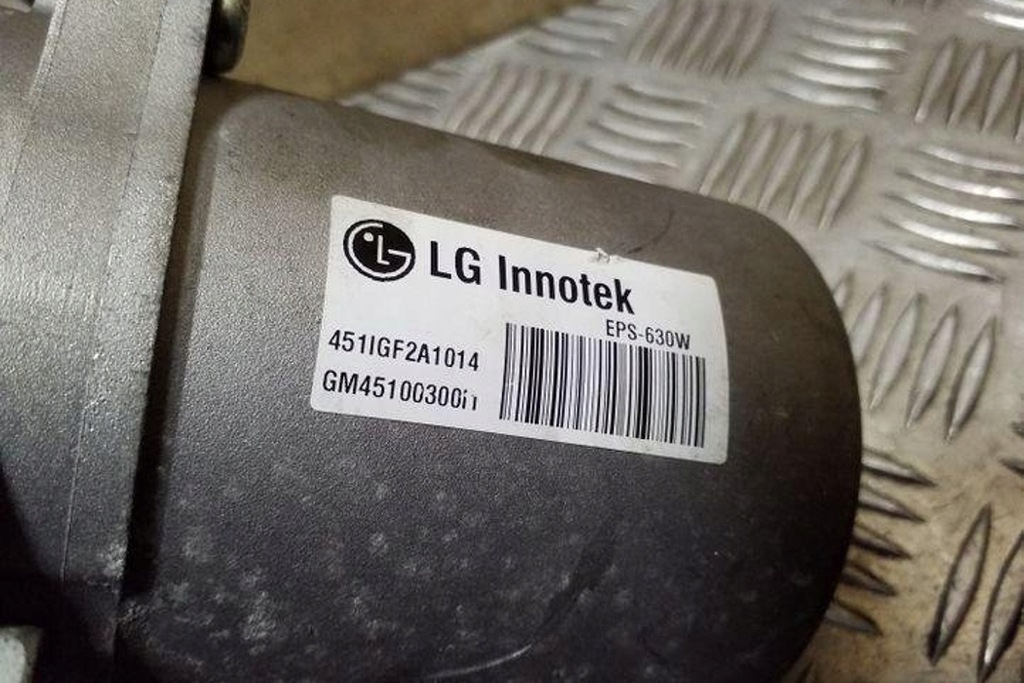 LG Innotek
EPS-630W
451IGF2A1014